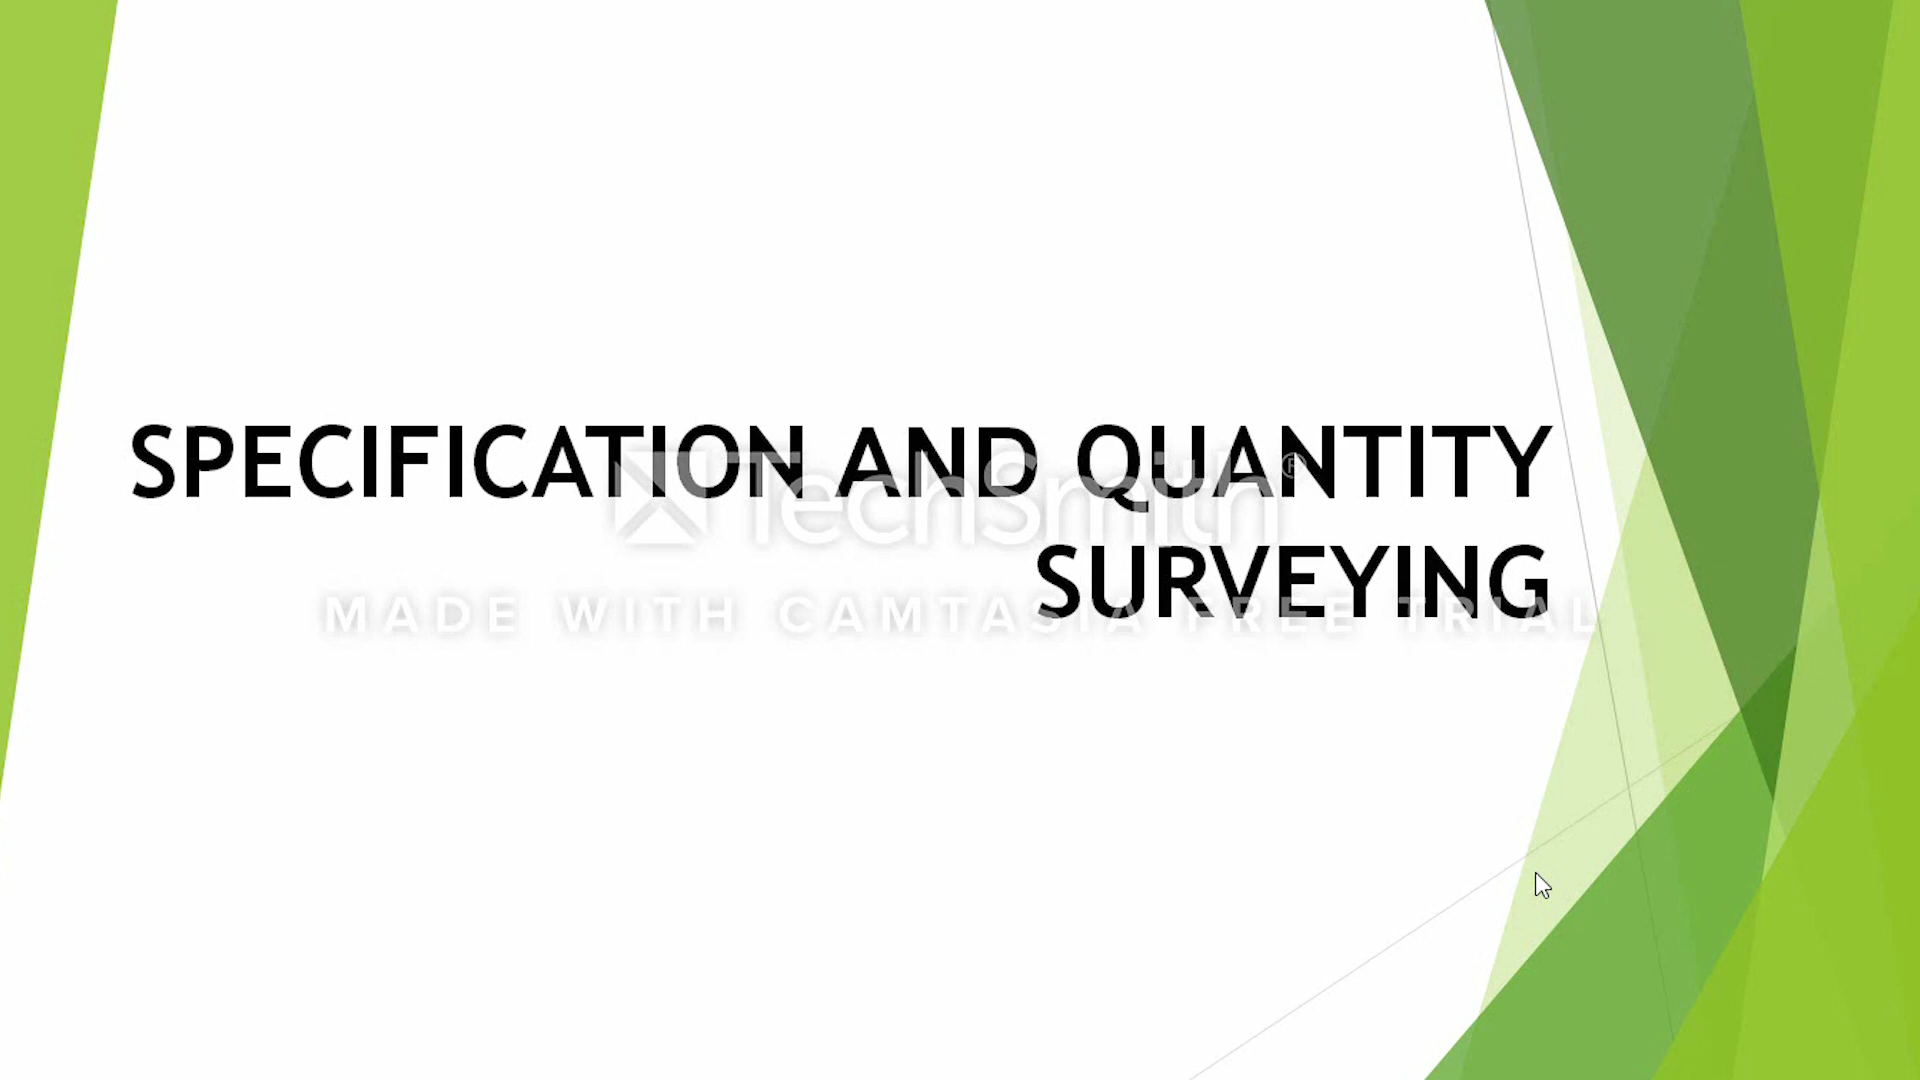 SPECIFICATION AND QUANTITY
TechSmith®
SURVEYING
MADE WITH CAMTASIA FREE TRIAL